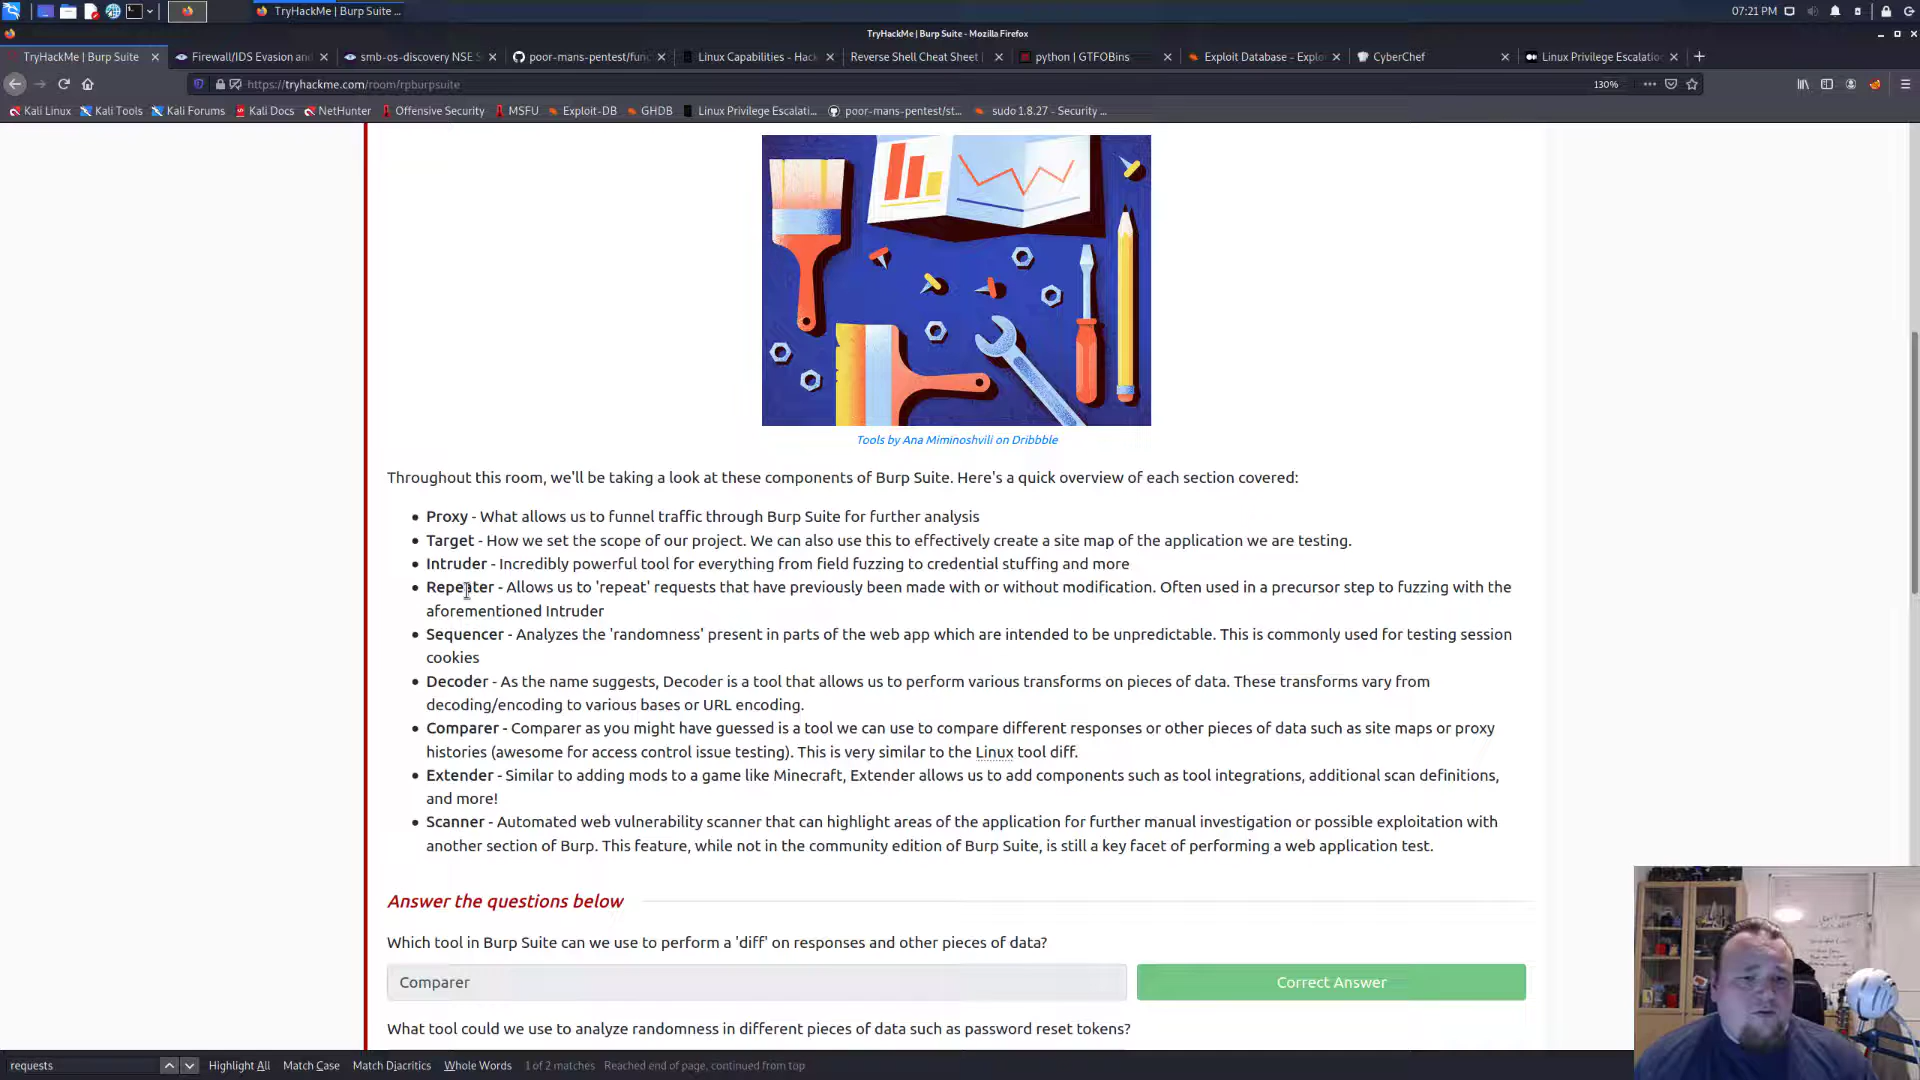 TryHackMe | Burp Suite ...
07:21 PM
TryHackMe | Burp Suite - Mozilla Firefox
TryHackMe | Burp Suite
Firewall/IDS Evasion and
smb-os-discovery NSE S
poor-mans-pentest/fun
Linux Capabilities - Hack
Reverse Shell Cheat Sheet
python | GTFOBins
Exploit Database - Explo
CyberChef
Linux Privilege Escalatio
https://tryhackme.com/room/rpburpsuite
130%
Kali Linux
Kali Tools
Kali Forums
Kali Docs
NetHunter
Offensive Security
MSFU
Exploit-DB
GHDB
Linux Privilege Escalati...
poor-mans-pentest/st...
sudo 1.8.27 - Security ...
Tools by Ana Miminoshvili on Dribbble
Throughout this room, we'll be taking a look at these components of Burp Suite. Here's a quick overview of each section covered:
Proxy - What allows us to funnel traffic through Burp Suite for further analysis
Target - How we set the scope of our project. We can also use this to effectively create a site map of the application we are testing.
Intruder - Incredibly powerful tool for everything from field fuzzing to credential stuffing and more
Repeater - Allows us to 'repeat' requests that have previously been made with or without modification. Often used in a precursor step to fuzzing with the
aforementioned Intruder
Sequencer - Analyzes the 'randomness' present in parts of the web app which are intended to be unpredictable. This is commonly used for testing session
cookies
Decoder - As the name suggests, Decoder is a tool that allows us to perform various transforms on pieces of data. These transforms vary from
decoding/encoding to various bases or URL encoding.
Comparer - Comparer as you might have guessed is a tool we can use to compare different responses or other pieces of data such as site maps or proxy
histories (awesome for access control issue testing). This is very similar to the Linux tool diff.
Extender - Similar to adding mods to a game like Minecraft, Extender allows us to add components such as tool integrations, additional scan definitions,
and more!
Scanner - Automated web vulnerability scanner that can highlight areas of the application for further manual investigation or possible exploitation with
another section of Burp. This feature, while not in the community edition of Burp Suite, is still a key facet of performing a web application test.
Answer the questions below
Which tool in Burp Suite can we use to perform a 'diff' on responses and other pieces of data?
Comparer
Correct Answer
What tool could we use to analyze randomness in different pieces of data such as password reset tokens?
requests
Highlight All
Match Case
Match Diacritics
Whole Words
1 of 2 matches
Reached end of page, continued from top